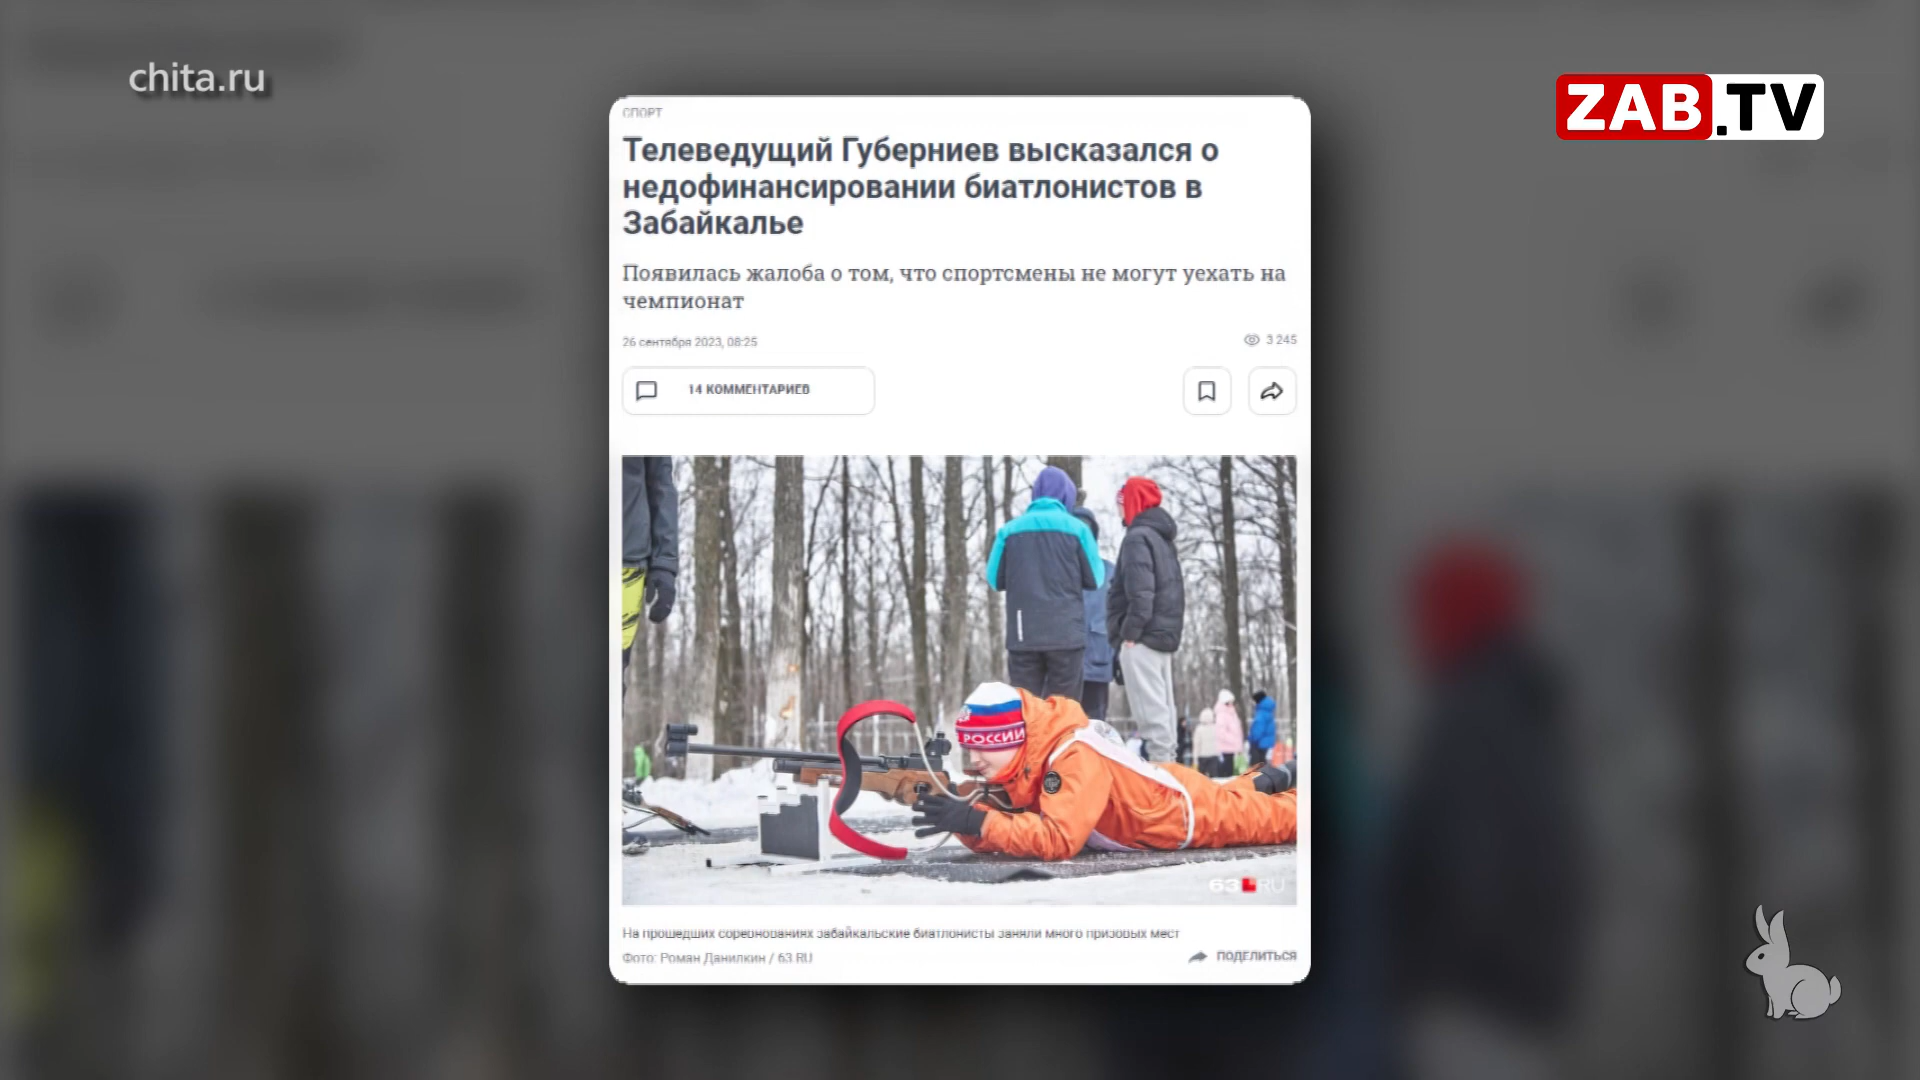 chita.ru
ZAB.TV
СПОРТ
Телеведущий Губерниев высказался о
недофинансировании биатлонистов в
Забайкалье
Появилась жалоба о том, что спортсмены не могут уехать на
чемпионат
26 сентября 2023, 08:25
3 245
14 КОММЕНТАРИЕВ
РОССИИ
63 RU
На прошедших соревнованиях забайкальские биатлонисты заняли много призовых мест
Фото: Роман Данилкин / 63.RU
ПОДЕЛИТЬСЯ